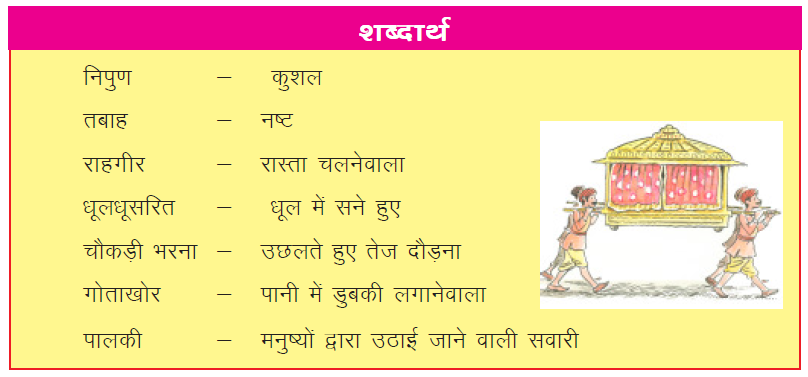 शब्दार्थ
निपुण – कुशल
तबाह – नष्ट
राहगीर – रास्ता चलनेवाला
धूलधूसरित – धूल में सने हुए
चौकड़ी भरना – उछलते हुए तेज दौड़ना
गोताखोर – पानी में डुबकी लगानेवाला
पालकी – मनुष्यों द्वारा उठाई जाने वाली सवारी